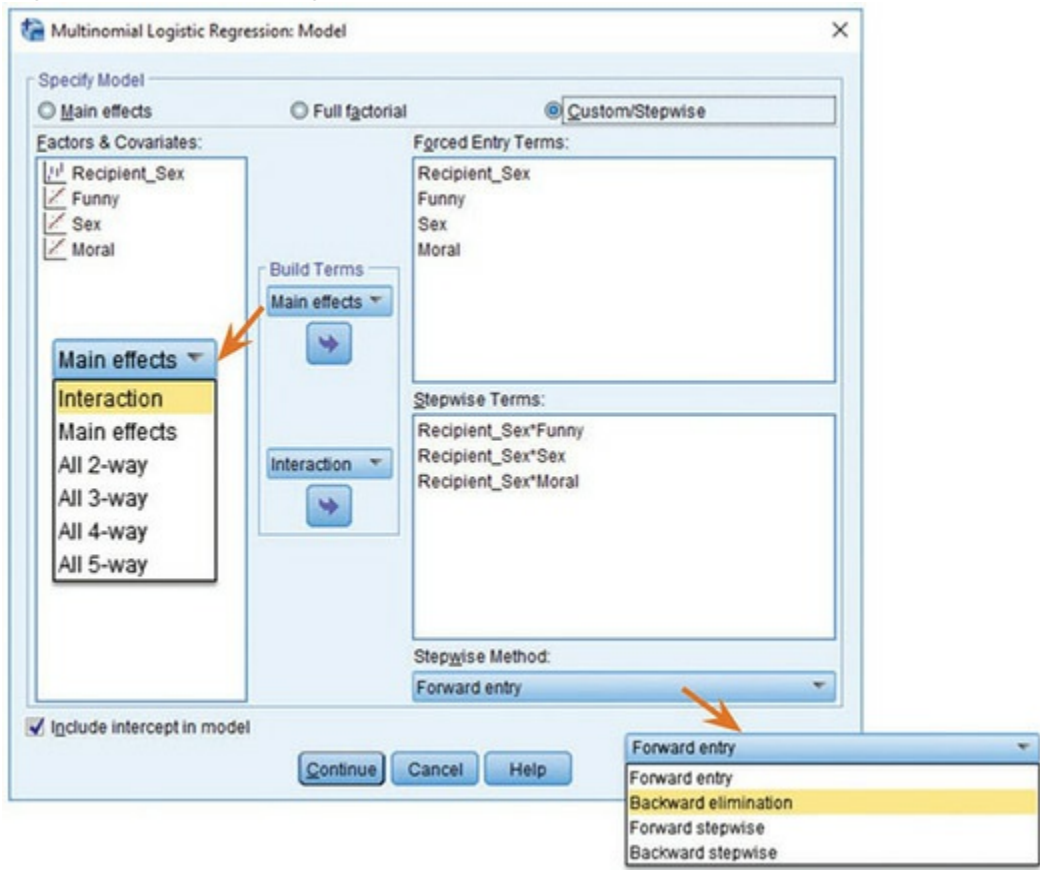 Multinomial Logistic Regression: Model
Specify Model
Main effects
Full factorial
Custom/Stepwise
Factors & Covariates:
Recipient_Sex
Funny
Sex
Moral
Build Terms
Main effects
Interaction
Main effects
Interaction
Main effects
All 2-way
All 3-way
All 4-way
All 5-way
Forced Entry Terms:
Recipient_Sex
Funny
Sex
Moral
Stepwise Terms:
Recipient_Sex*Funny
Recipient_Sex*Sex
Recipient_Sex*Moral
Stepwise Method:
Forward entry
Include intercept in model
Continue
Cancel
Help
Forward entry
Forward entry
Backward elimination
Forward stepwise
Backward stepwise